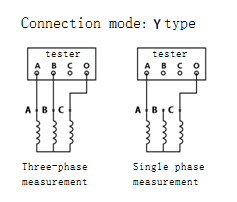 Connection mode: Y type
tester
A B C O
A B C
Three-phase
measurement
tester
A B C O
A B C
Single phase
measurement